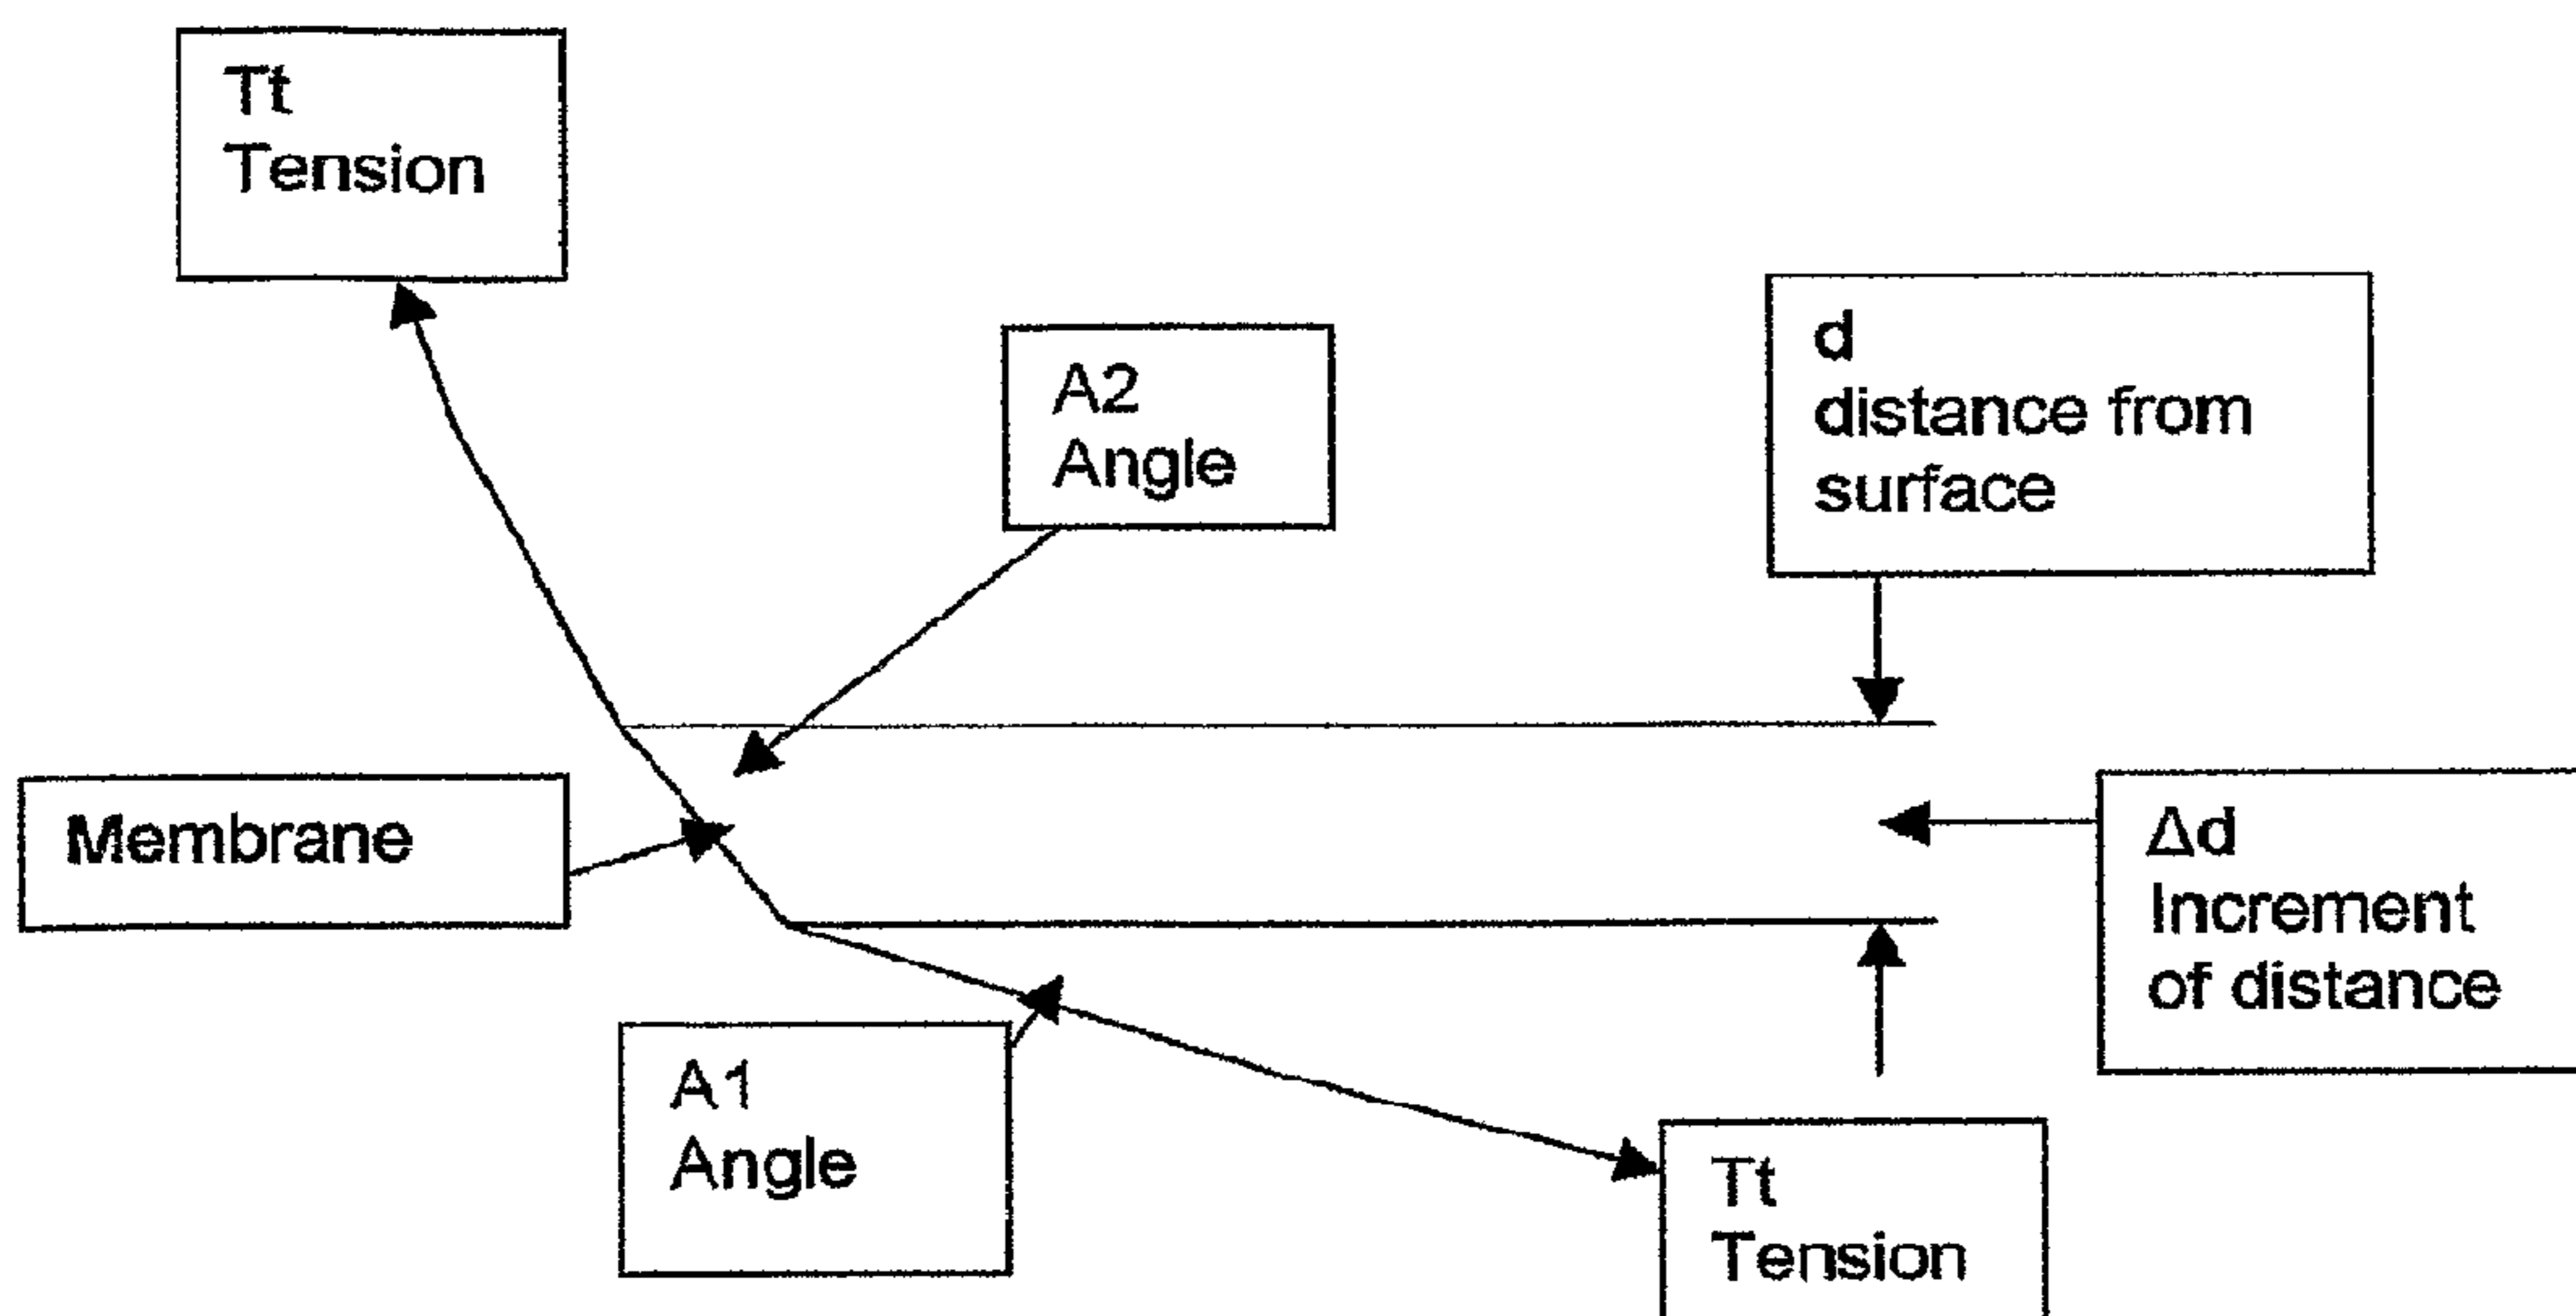 Tt
Tension
A2
Angle
d
distance from
surface
Membrane
Δd
Increment
of distance
A1
Angle
Tt
Tension